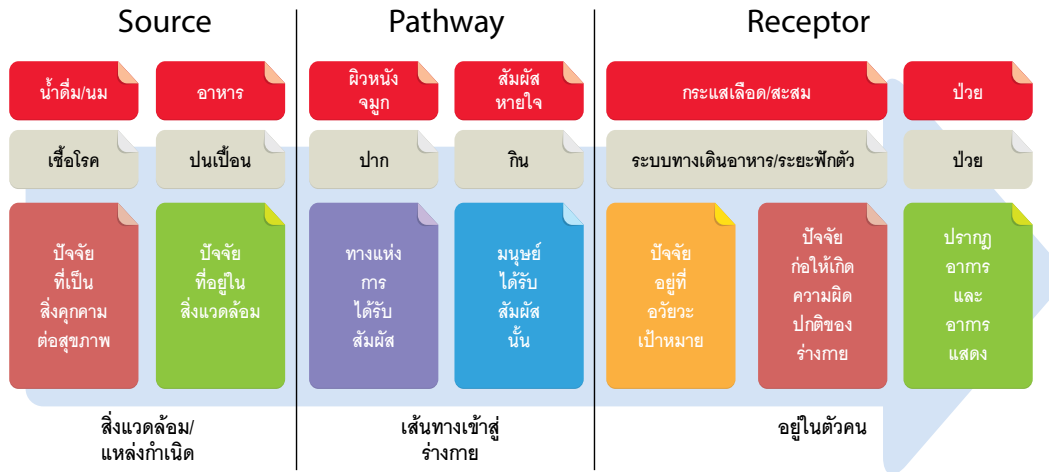 Source
Pathway
Receptor
น้ำดื่ม/นม
อาหาร
ผิวหนัง
จมูก
สัมผัส
หายใจ
กระแสเลือด/สะสม
ป่วย
เชื้อโรค
ปนเปื้อน
ปาก
กิน
ระบบทางเดินอาหาร/ระยะฟักตัว
ป่วย
ปัจจัย
ที่เป็น
สิ่งคุกคาม
ต่อสุขภาพ
ปัจจัย
ที่อยู่ใน
สิ่งแวดล้อม
ทางแห่ง
การ
ได้รับ
สัมผัส
มนุษย์
ได้รับ
สัมผัส
นั้น
ปัจจัย
อยู่ที่
อวัยวะ
เป้าหมาย
ปัจจัย
ก่อให้เกิด
ความผิด
ปกติของ
ร่างกาย
ปรากฎ
อาการ
และ
อาการ
แสดง
สิ่งแวดล้อม/
แหล่งกำเนิด
เส้นทางเข้าสู่
ร่างกาย
อยู่ในตัวคน